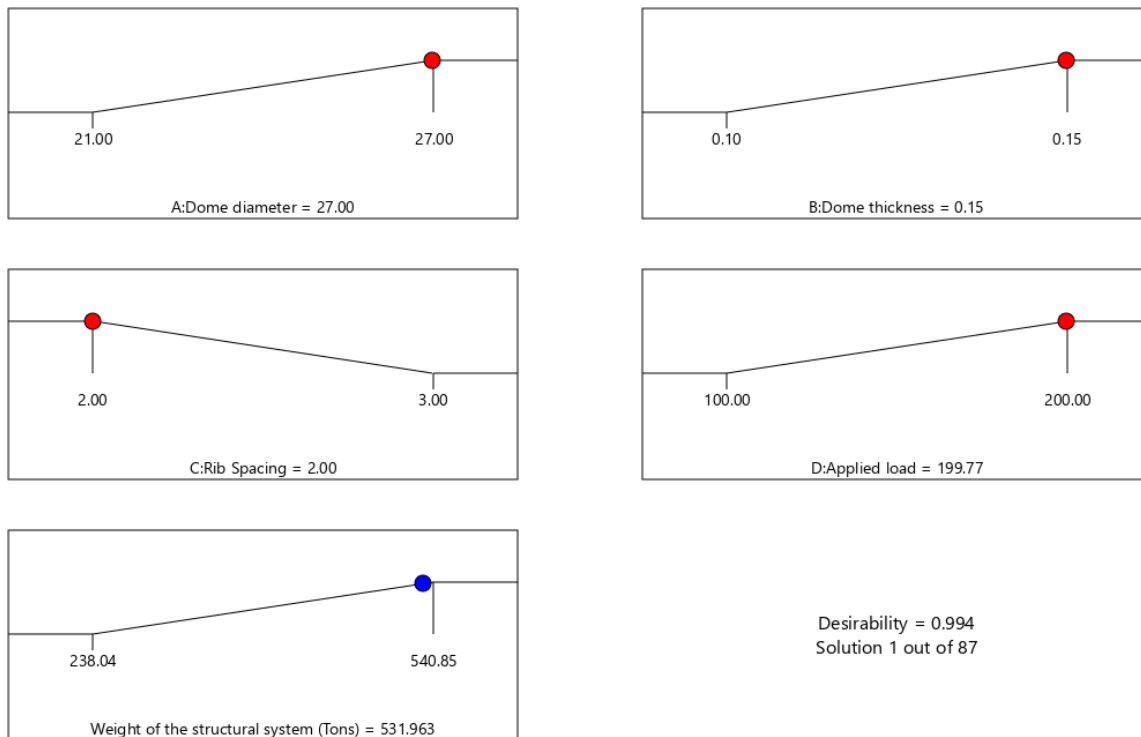 21.00 27.00
A:Dome diameter = 27.00
0.10 0.15
B:Dome thickness = 0.15
2.00 3.00
C:Rib Spacing = 2.00
100.00 200.00
D:Applied load = 199.77
238.04 540.85
Weight of the structural system (Tons) = 531.963
Desirability = 0.994
Solution 1 out of 87